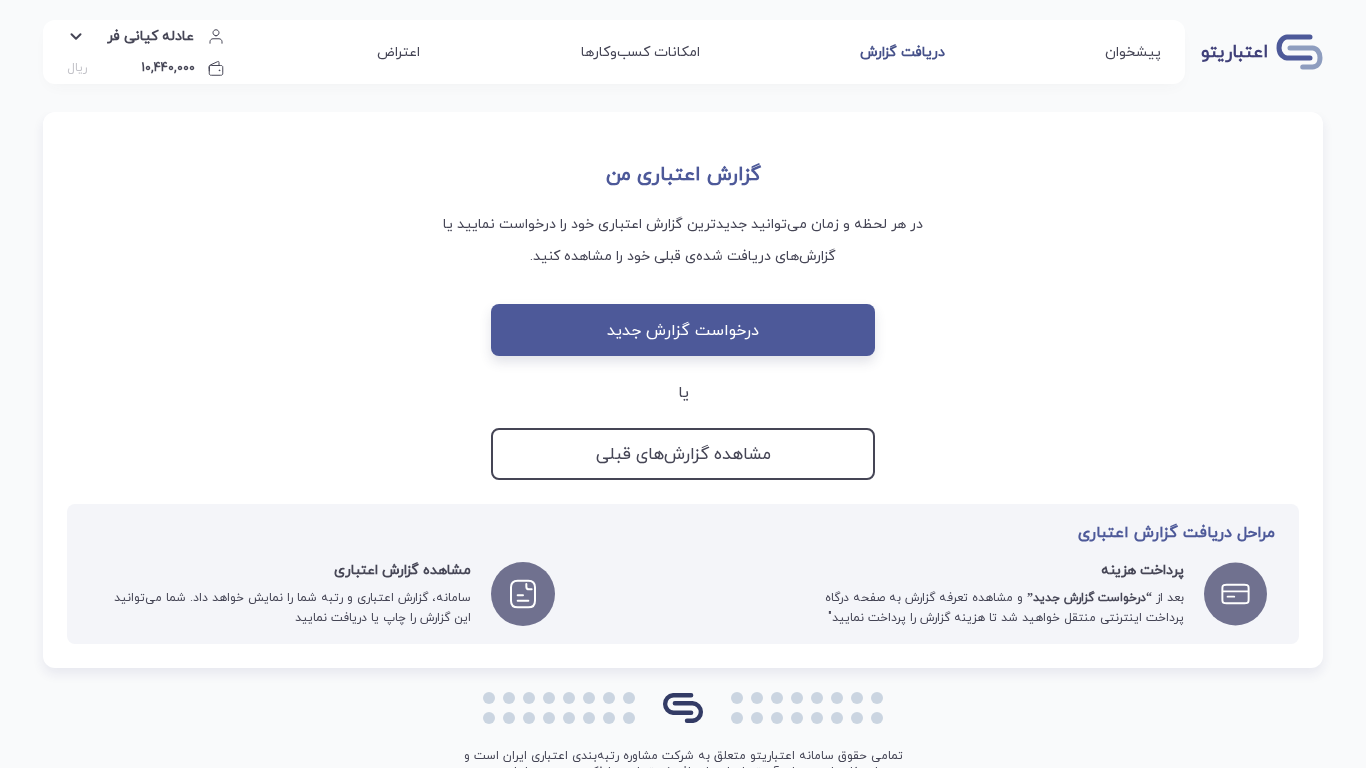 اعتباریتو
پیشخوان
دریافت گزارش
امکانات کسب‌وکارها
اعتراض
عادله کیانی فر
۱۰,۴۴۰,۰۰۰
ریال
گزارش اعتباری من
در هر لحظه و زمان می‌توانید جدیدترین گزارش اعتباری خود را درخواست نمایید یا
گزارش‌های دریافت شده‌ی قبلی خود را مشاهده کنید.
درخواست گزارش جدید
یا
مشاهده گزارش‌های قبلی
مراحل دریافت گزارش اعتباری
پرداخت هزینه
بعد از “درخواست گزارش جدید” و مشاهده تعرفه گزارش به صفحه درگاه
پرداخت اینترنتی منتقل خواهید شد تا هزینه گزارش را پرداخت نمایید"
مشاهده گزارش اعتباری
سامانه، گزارش اعتباری و رتبه شما را نمایش خواهد داد. شما می‌توانید
این گزارش را چاپ یا دریافت نمایید
تمامی حقوق سامانه اعتباریتو متعلق به شرکت مشاوره رتبه‌بندی اعتباری ایران است و